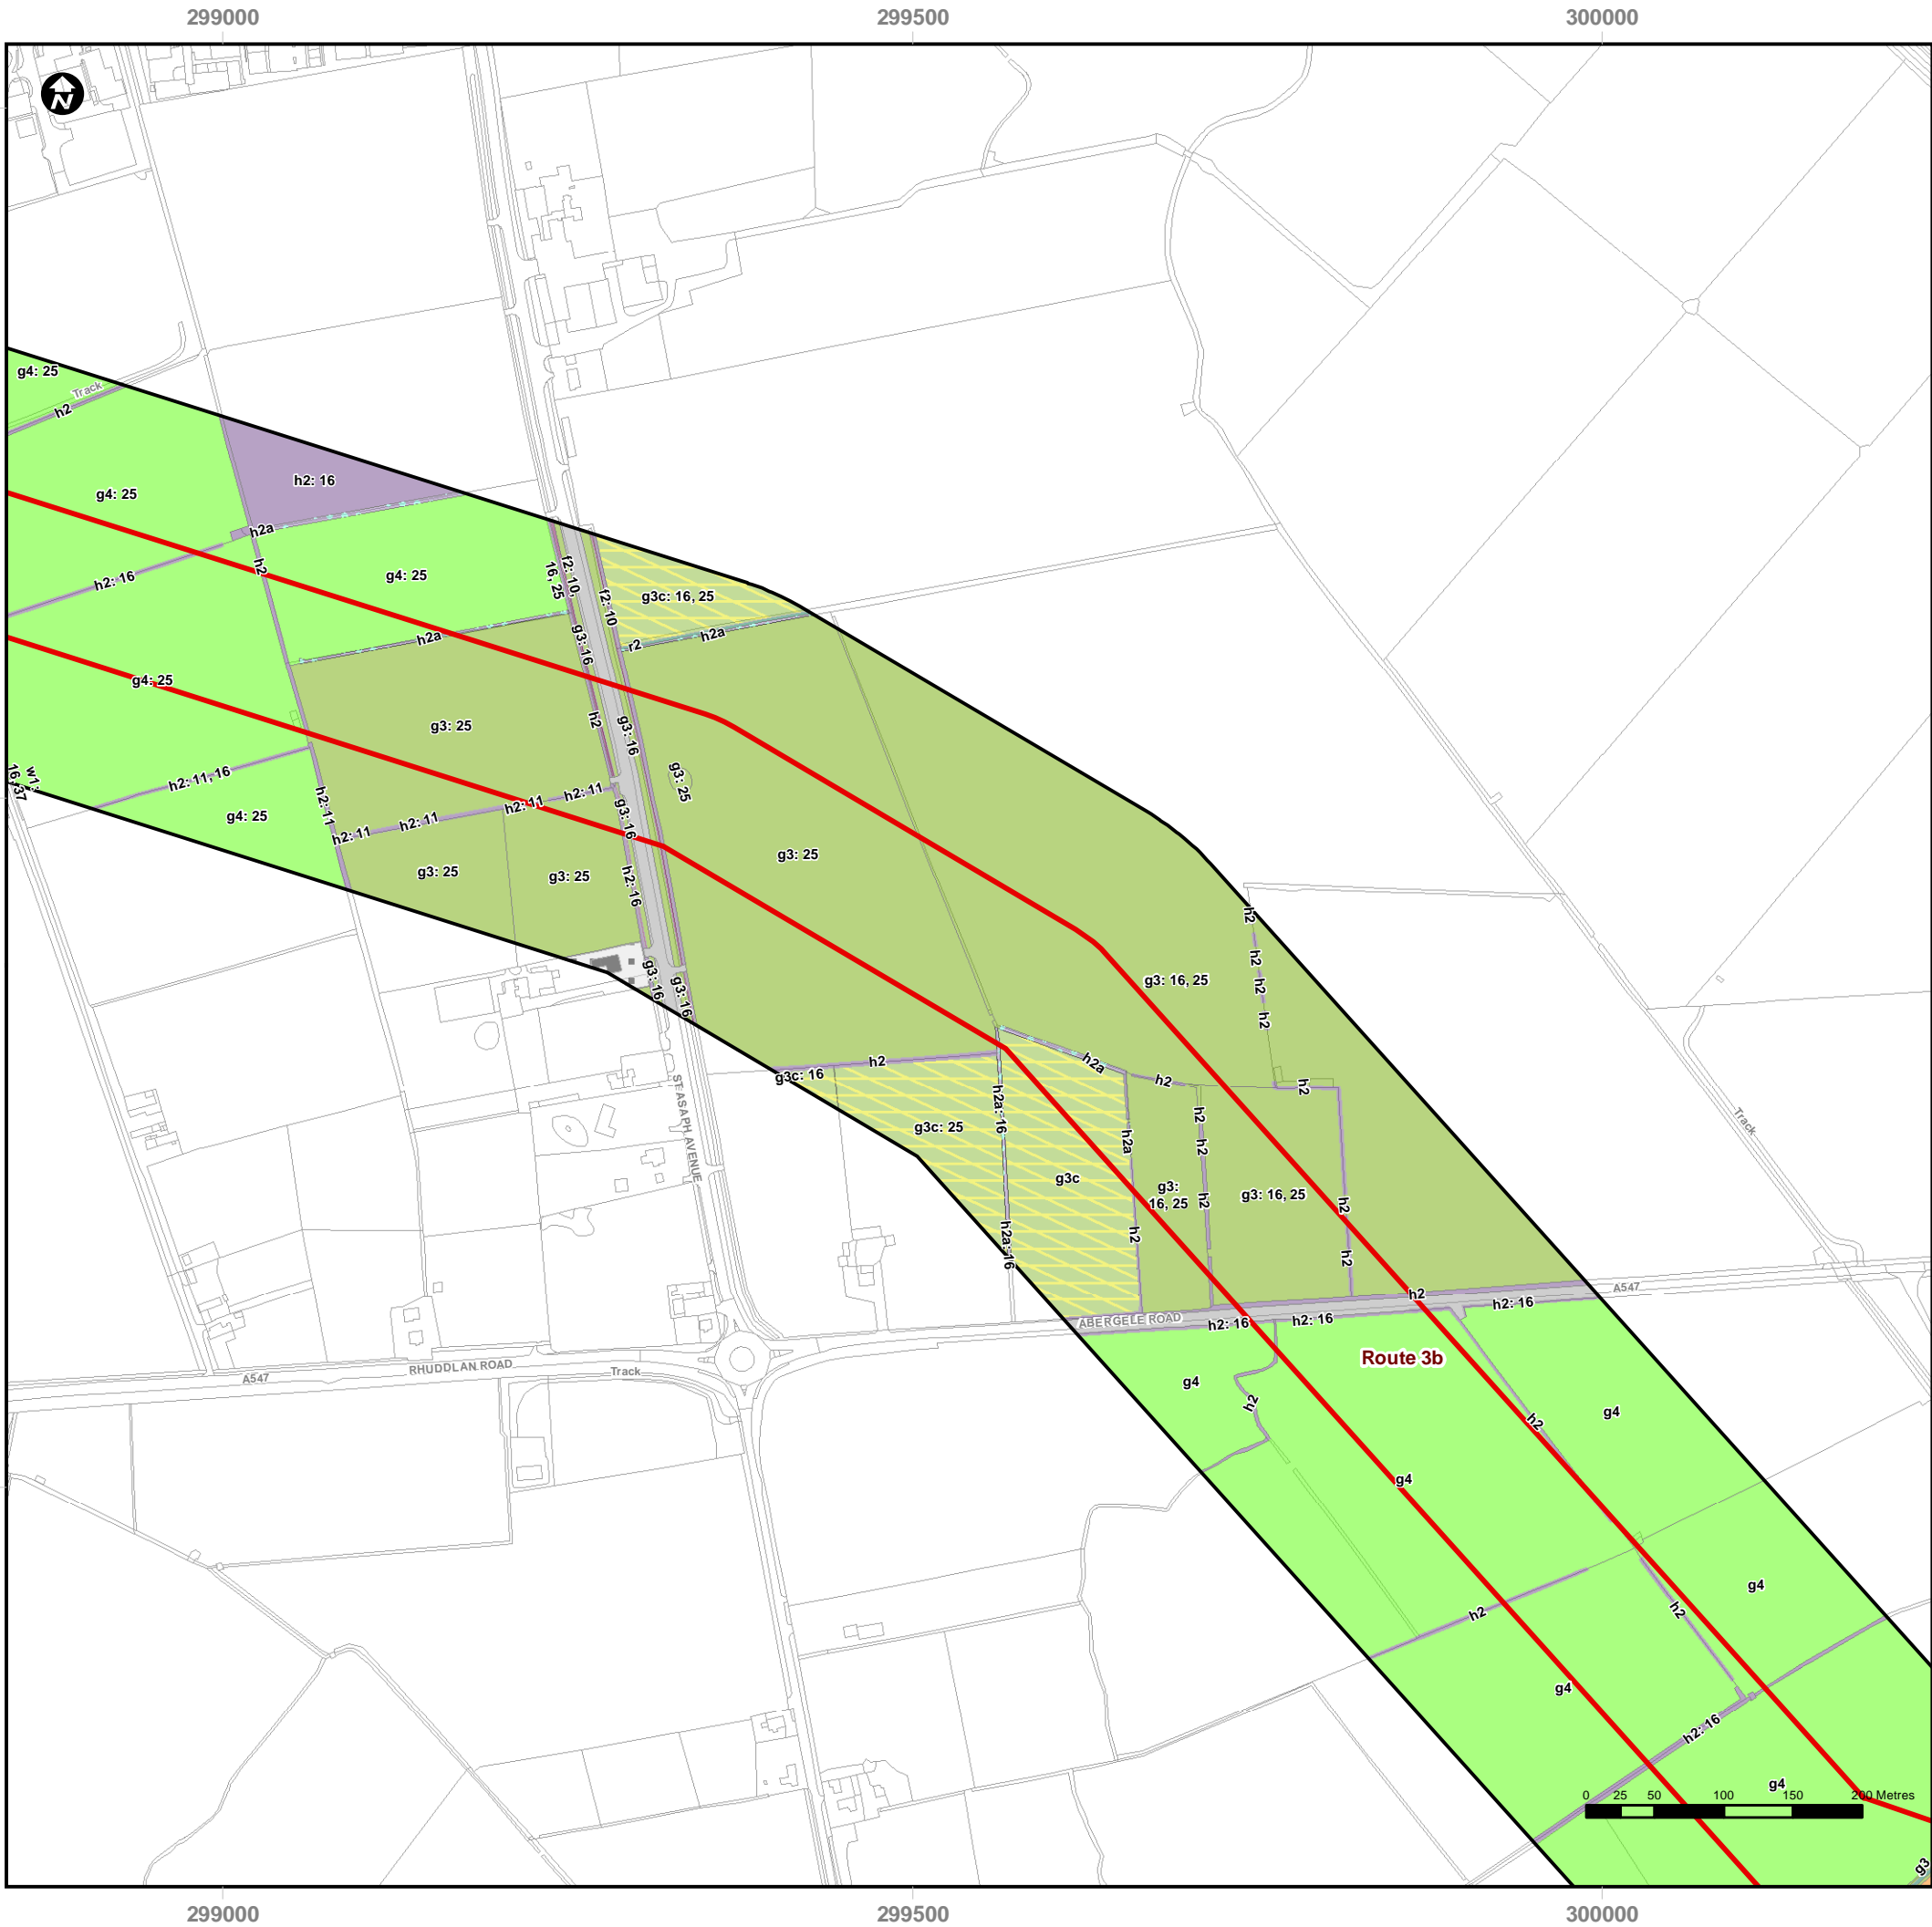 299000
299500
300000
N
g4: 25
Track
h2
g4: 25
h2: 16
h2a
h2: 16
h2
g4: 25
f2: 10,
16, 25
f2: 10
g3c: 16, 25
h2a
g3: 16
r2
h2a
g4: 25
g3: 25
h2
g3: 16
g3: 25
w1:
16, 37
h2: 11, 16
h2: 11
g4: 25
h2: 11
h2: 11
h2: 11
h2: 11
g3: 16
g3: 25
g3: 25
g3: 25
h2: 16
h2
h2
h2
h2
g3: 16, 25
g3: 16
g3: 16
h2
g3c: 16
h2a
h2
h2
ST ASAPH AVENUE
g3c: 25
h2a: 16
h2a
h2
h2
Track
g3c
g3:
16, 25
g3: 16, 25
h2
h2
h2a: 16
h2
h2
A547
h2
h2: 16
ABERGELE ROAD
h2: 16
h2: 16
Route 3b
RHUDDLAN ROAD
A547
Track
g4
h2
h2
g4
g4
g4
h2
h2
g4
h2: 16
g4
0 25 50 100 150 200 Metres
g3
299000
299500
300000